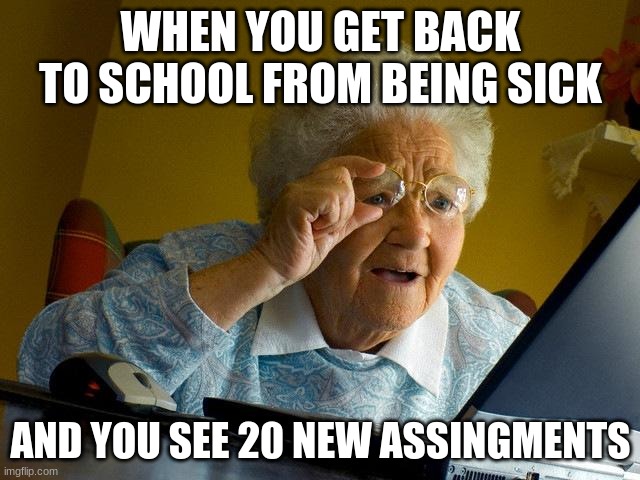 WHEN YOU GET BACK
TO SCHOOL FROM BEING SICK
AND YOU SEE 20 NEW ASSINGMENTS
imgflip.com